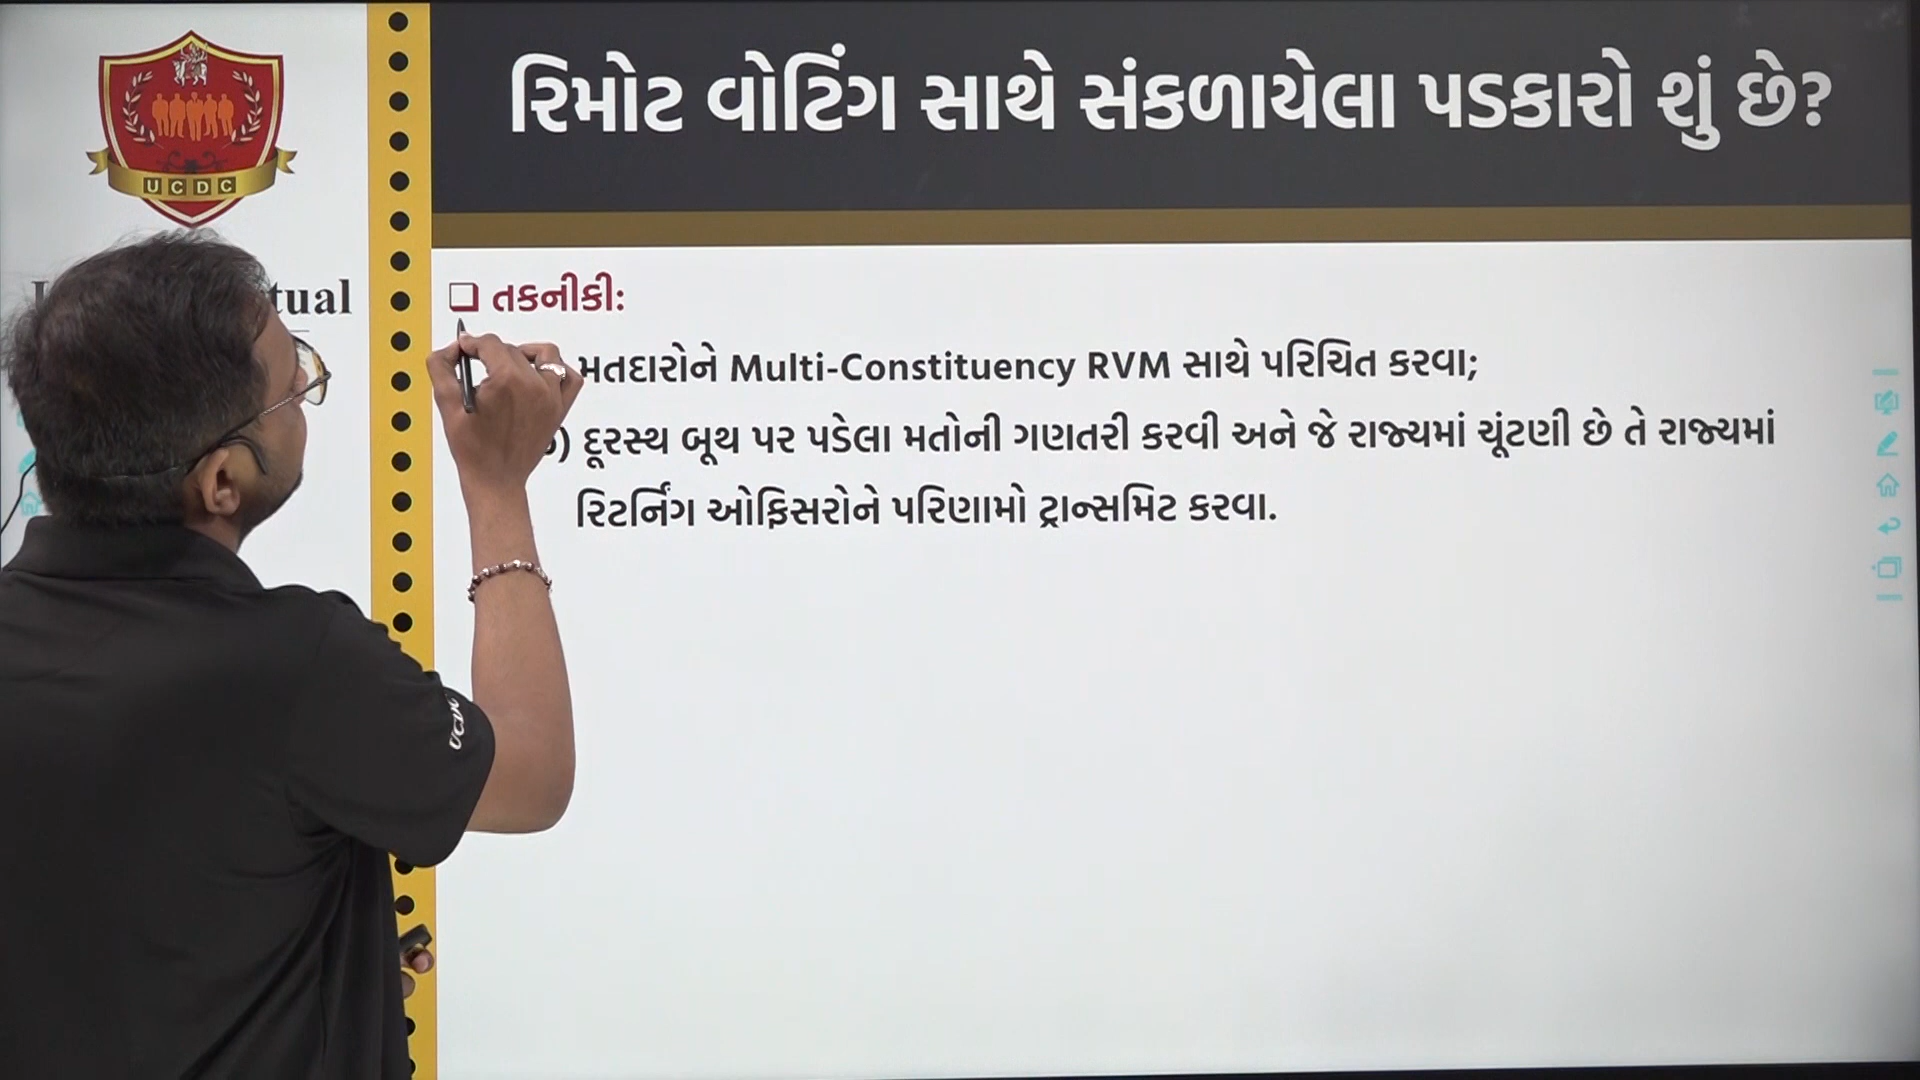 રિમોટ વોટિંગ સાથે સંકળાયેલા પડકારો શું છે?
UCDC
તકનીકી:
મતદારોને Multi-Constituency RVM સાથે પરિચિત કરવા;
દૂરસ્થ બૂથ પર પડેલા મતોની ગણતરી કરવી અને જે રાજ્યમાં ચૂંટણી છે તે રાજ્યમાં
રિટર્નિંગ ઓફિસરોને પરિણામો ટ્રાન્સમિટ કરવા.
UCDC